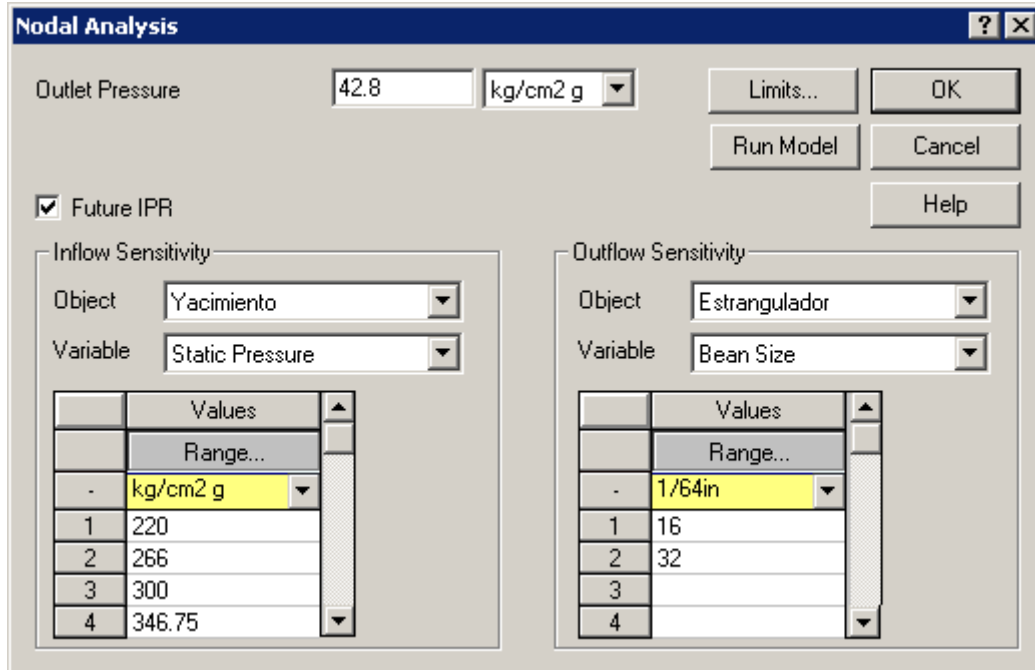 Nodal Analysis
Outlet Pressure 42.8 kg/cm2 g Limits... OK
Run Model Cancel
Future IPR Help
Inflow Sensitivity
Object Yacimiento
Variable Static Pressure
Values
Range...
- kg/cm2 g
1 220
2 266
3 300
4 346.75
Outflow Sensitivity
Object Estrangulador
Variable Bean Size
Values
Range...
- 1/64in
1 16
2 32
3
4